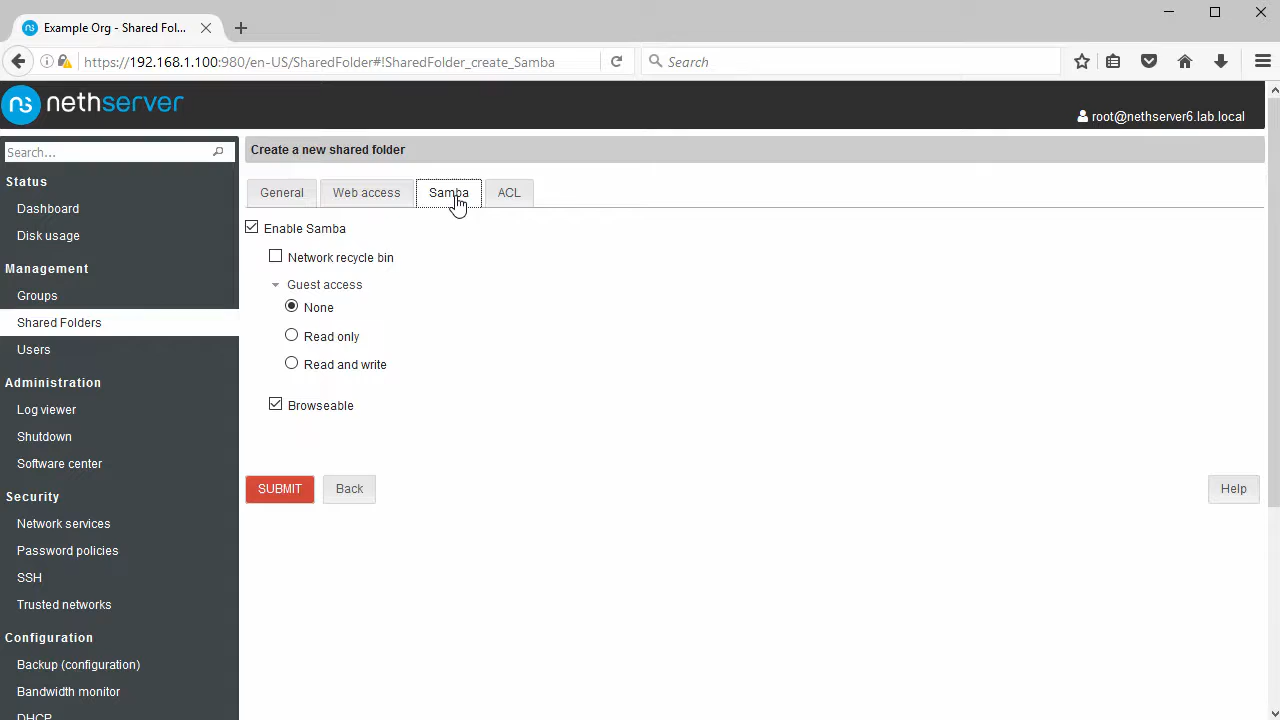 Example Org - Shared Fol...
https://192.168.1.100:980/en-US/SharedFolder#!SharedFolder_create_Samba
Search
nethserver
root@nethserver6.lab.local
Search...
Status
Dashboard
Disk usage
Management
Groups
Shared Folders
Users
Administration
Log viewer
Shutdown
Software center
Security
Network services
Password policies
SSH
Trusted networks
Configuration
Backup (configuration)
Bandwidth monitor
DHCP
Create a new shared folder
General
Web access
Samba
ACL
Enable Samba
Network recycle bin
Guest access
None
Read only
Read and write
Browseable
SUBMIT
Back
Help